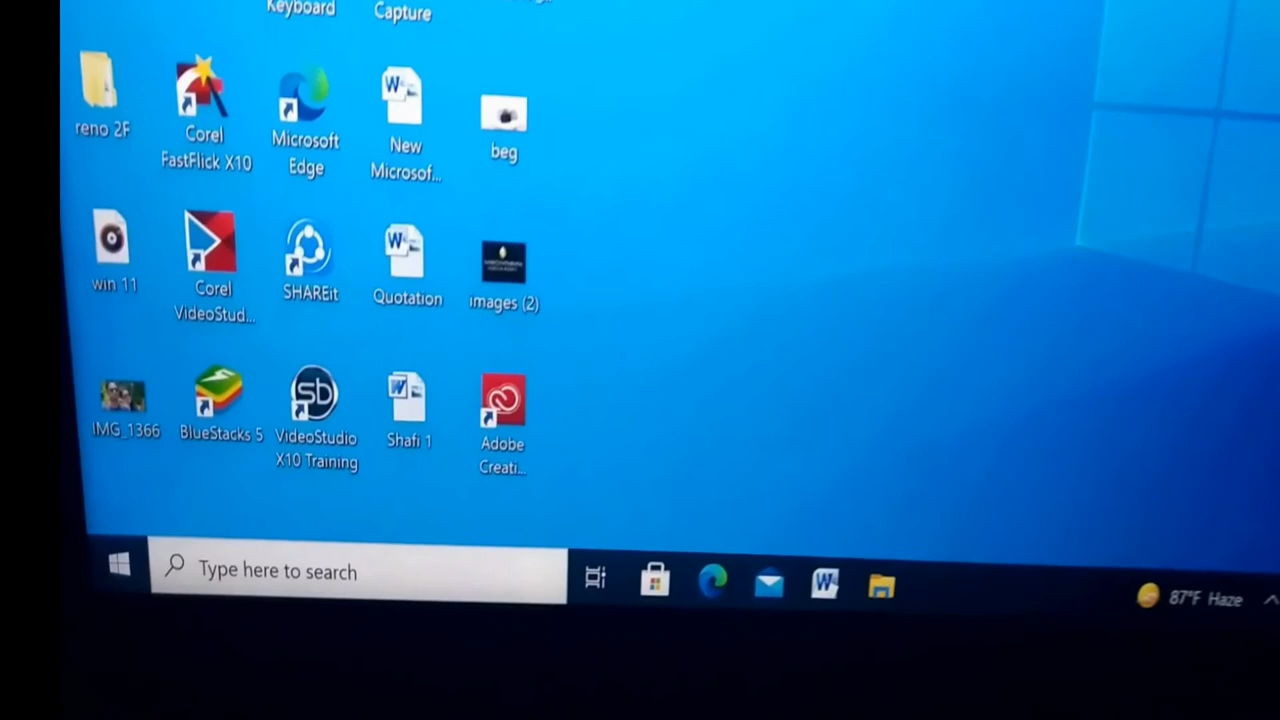 Keyboard
Capture
reno 2F
Corel
FastFlick X10
Microsoft
Edge
New
Microsof...
beg
win 11
Corel
VideoStud...
SHAREit
Quotation
images (2)
IMG_1366
BlueStacks 5
VideoStudio
X10 Training
Shafi 1
Adobe
Creati...
Type here to search
87°F Haze